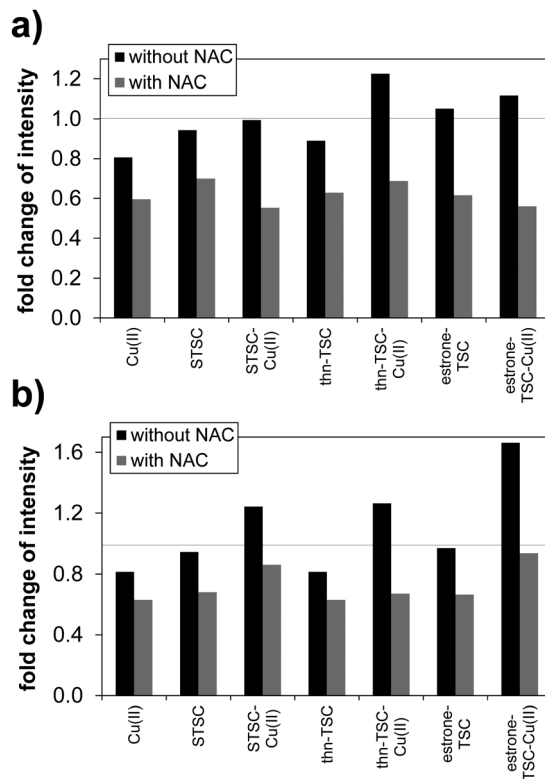 a)
without NAC
with NAC
fold change of intensity
1.2
1.0
0.8
0.6
0.4
0.2
0.0
Cu(II)
STSC
STSC-
Cu(II)
thn-TSC
thn-TSC-
Cu(II)
estrone-
TSC
estrone-
TSC-Cu(II)
b)
without NAC
with NAC
fold change of intensity
1.6
1.2
0.8
0.4
0.0
Cu(II)
STSC
STSC-
Cu(II)
thn-TSC
thn-TSC-
Cu(II)
estrone-
TSC
estrone-
TSC-Cu(II)